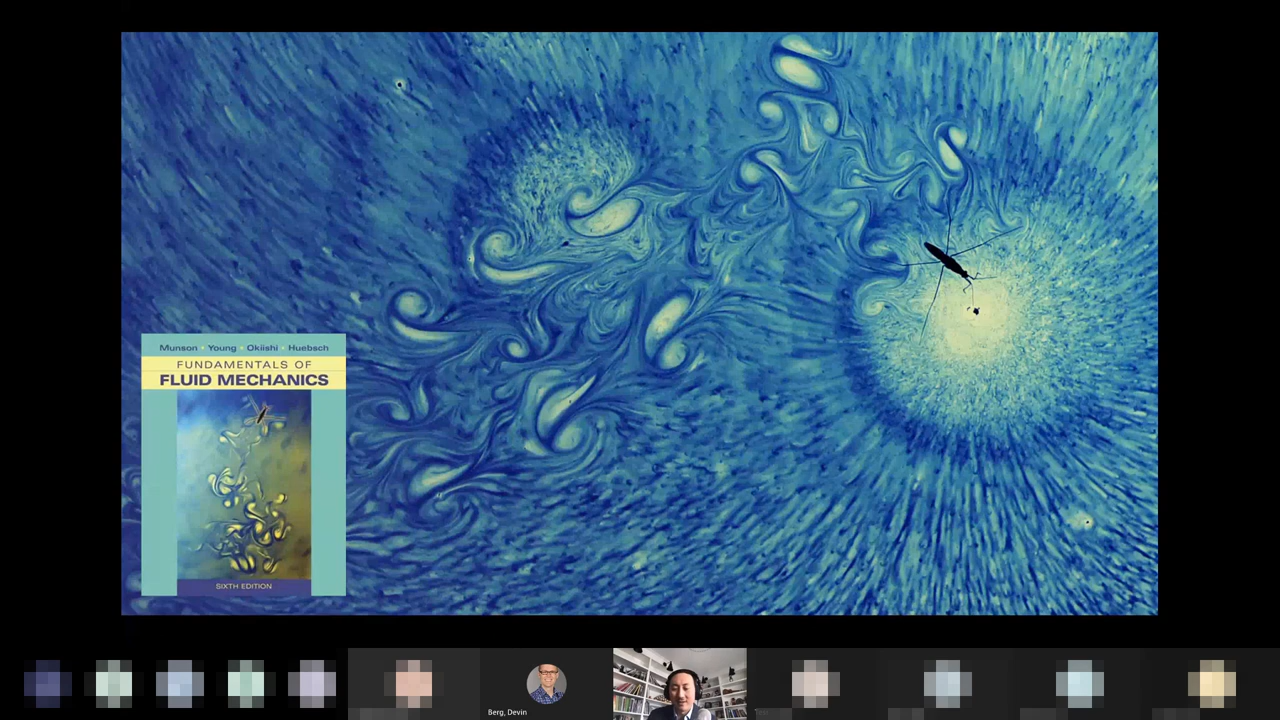 Munson • Young • Okiishi • Huebsch
FUNDAMENTALS OF
FLUID MECHANICS
SIXTH EDITION
Berg, Devin